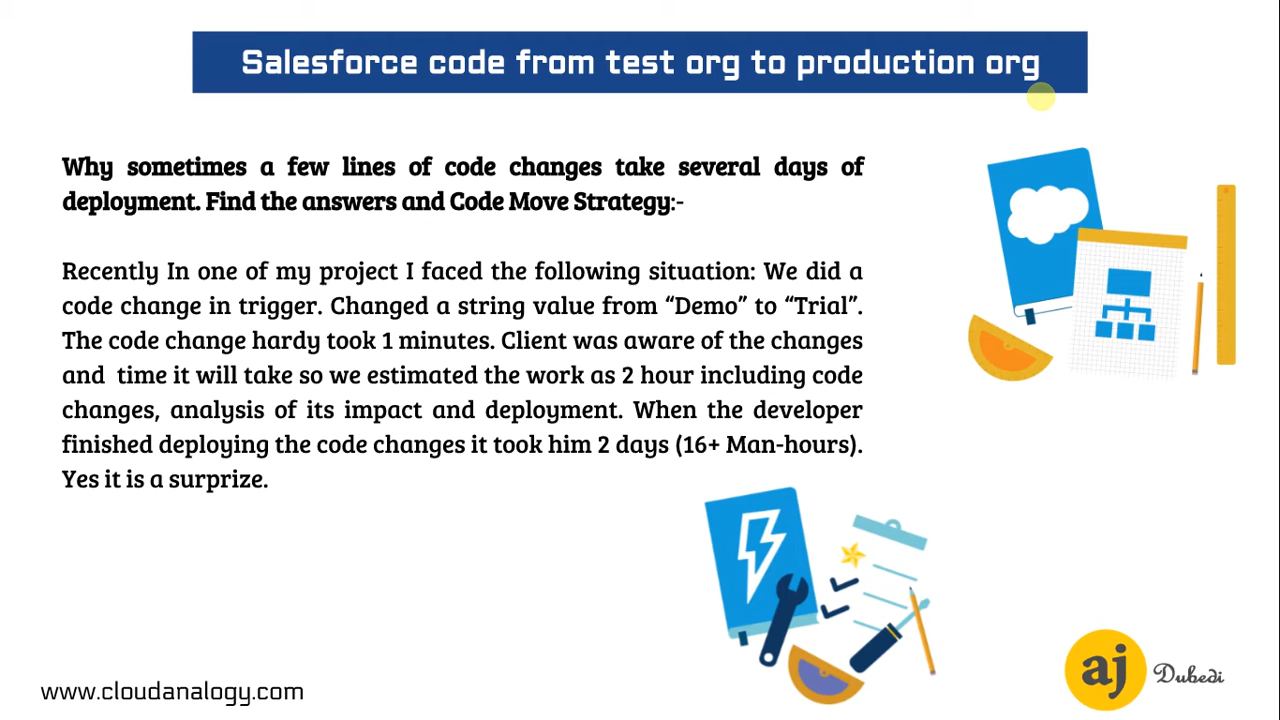 Salesforce code from test org to production org
Why sometimes a few lines of code changes take several days of
deployment. Find the answers and Code Move Strategy:-
Recently In one of my project I faced the following situation: We did a
code change in trigger. Changed a string value from “Demo” to “Trial”.
The code change hardy took 1 minutes. Client was aware of the changes
and time it will take so we estimated the work as 2 hour including code
changes, analysis of its impact and deployment. When the developer
finished deploying the code changes it took him 2 days (16+ Man-hours).
Yes it is a surprize.
www.cloudanalogy.com
aj Dubedi